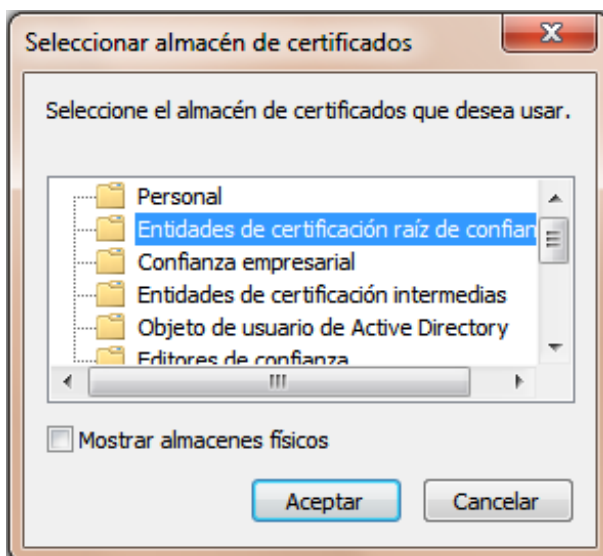 Seleccionar almacén de certificados
Seleccione el almacén de certificados que desea usar.
Personal
Entidades de certificación raíz de confian
Confianza empresarial
Entidades de certificación intermedias
Objeto de usuario de Active Directory
Editores de confianza
Mostrar almacenes físicos
Aceptar
Cancelar